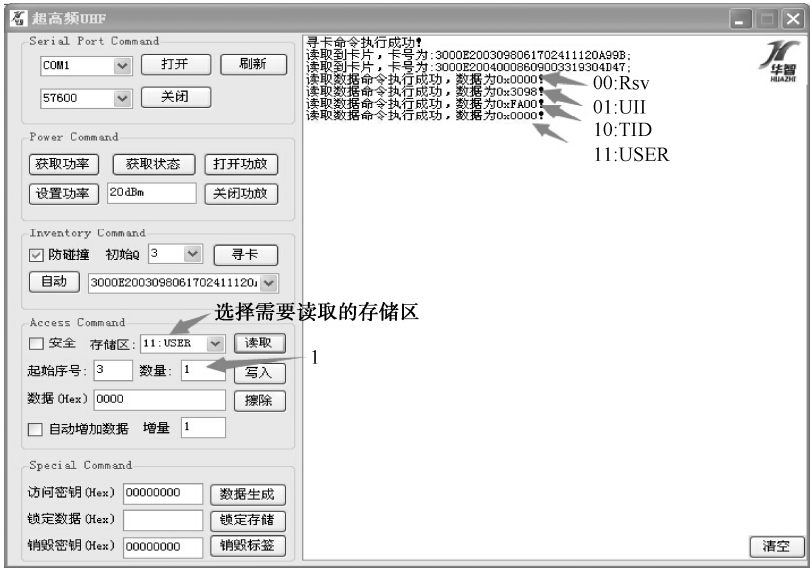 超高频UHF
Serial Port Command
COM1 打开 刷新
57600 关闭
Power Command
获取功率 获取状态 打开功放
设置功率 20dBm 关闭功放
Inventory Command
防碰撞 初始Q 3 寻卡
自动 3000E2003098061702411120
Access Command
安全 存储区: 11:USER 读取
起始序号: 3 数量: 1 写入
数据(Hex) 0000 擦除
自动增加数据 增量 1
Special Command
访问密钥(Hex) 00000000 数据生成
锁定数据(Hex) 锁定存储
销毁密钥(Hex) 00000000 销毁标签
寻卡命令执行成功!
读取到卡片，卡号为:3000E2003098061702411120A99B;
读取到卡片，卡号为:3000E20040008609003319304D47;
读取数据命令执行成功，数据为0x0000!
读取数据命令执行成功，数据为0x3098!
读取数据命令执行成功，数据为0xFA00!
读取数据命令执行成功，数据为0x0000!
00:Rsv
01:UII
10:TID
11:USER
华智
HUAZHI
选择需要读取的存储区
1
清空